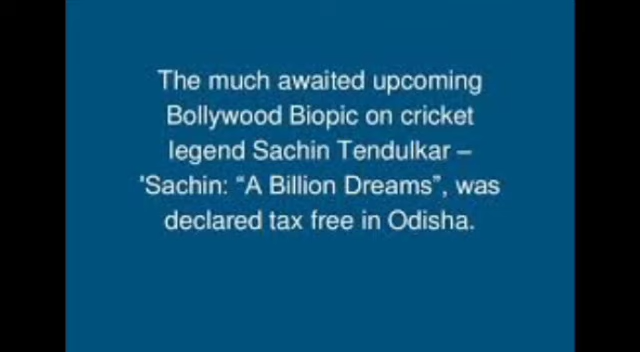 The much awaited upcoming
Bollywood Biopic on cricket
legend Sachin Tendulkar –
'Sachin: “A Billion Dreams”, was
declared tax free in Odisha.